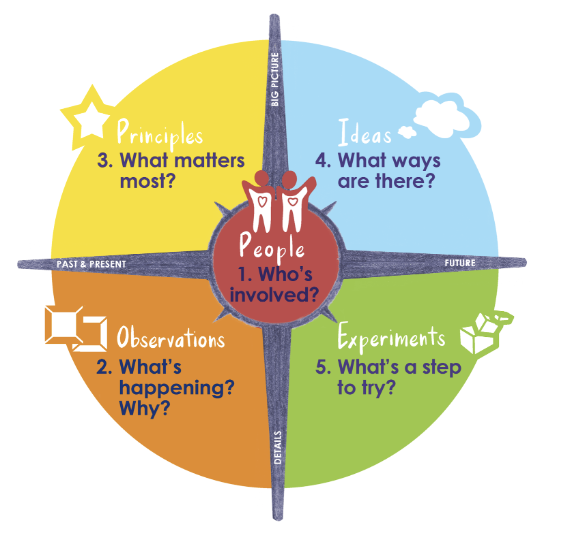 BIG PICTURE
Principles
3. What matters
most?
Ideas
4. What ways
are there?
People
1. Who's
involved?
PAST & PRESENT
FUTURE
Observations
2. What's
happening?
Why?
Experiments
5. What's a step
to try?
DETAILS